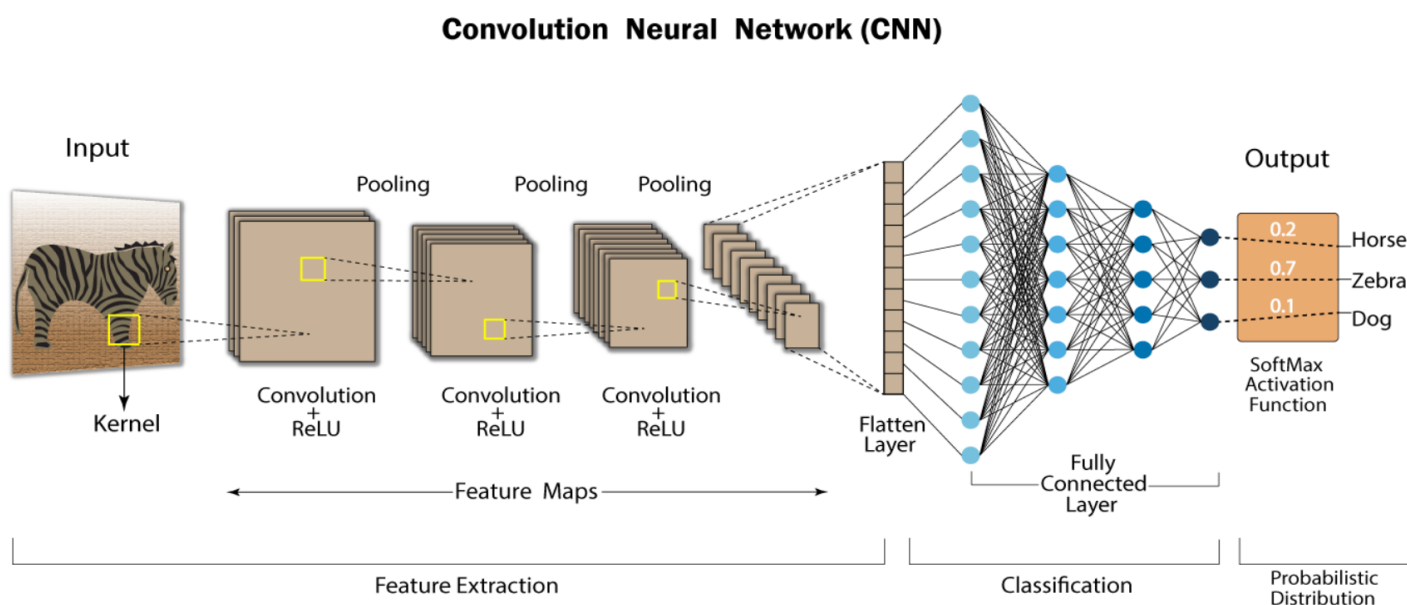 Convolution Neural Network (CNN)
Input
Kernel
Pooling
Pooling
Pooling
Convolution
+
ReLU
Convolution
+
ReLU
Convolution
+
ReLU
Feature Maps
Flatten
Layer
Fully
Connected
Layer
Output
0.2
Horse
0.7
Zebra
0.1
Dog
SoftMax
Activation
Function
Feature Extraction
Classification
Probabilistic
Distribution